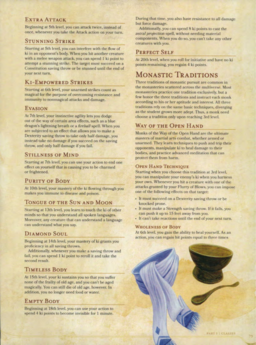 EXTRA ATTACK
Beginning at 5th level, you can attack twice, instead of
once, whenever you take the Attack action on your turn.
STUNNING STRIKE
Starting at 5th level, you can interfere with the flow of
ki in an opponent's body. When you hit another creature
with a melee weapon attack, you can spend 1 ki point to
attempt a stunning strike. The target must succeed on a
Constitution saving throw or be stunned until the end of
your next turn.
KI-EMPOWERED STRIKES
Starting at 6th level, your unarmed strikes count as
magical for the purpose of overcoming resistance and
immunity to nonmagical attacks and damage.
EVASION
At 7th level, your instinctive agility lets you dodge
out of the way of certain area effects, such as a blue
dragon's lightning breath or a fireball spell. When you
are subjected to an effect that allows you to make a
Dexterity saving throw to take only half damage, you
instead take no damage if you succeed on the saving
throw, and only half damage if you fail.
STILLNESS OF MIND
Starting at 7th level, you can use your action to end one
effect on yourself that is causing you to be charmed
or frightened.
PURITY OF BODY
At 10th level, your mastery of the ki flowing through you
makes you immune to disease and poison.
TONGUE OF THE SUN AND MOON
Starting at 13th level, you learn to touch the ki of other
minds so that you understand all spoken languages.
Moreover, any creature that can understand a language
can understand what you say.
DIAMOND SOUL
Beginning at 14th level, your mastery of ki grants you
proficiency in all saving throws.
Additionally, whenever you make a saving throw and
fail, you can spend 1 ki point to reroll it and take the
second result.
TIMELESS BODY
At 15th level, your ki sustains you so that you suffer
none of the frailty of old age, and you can't be aged
magically. You can still die of old age, however. In
addition, you no longer need food or water.
EMPTY BODY
Beginning at 18th level, you can use your action to
spend 4 ki points to become invisible for 1 minute.
During that time, you also have resistance to all damage
but force damage.
Additionally, you can spend 8 ki points to cast the
astral projection spell, without needing material
components. When you do so, you can't take any other
creatures with you.
PERFECT SELF
At 20th level, when you roll for initiative and have no ki
points remaining, you regain 4 ki points.
MONASTIC TRADITIONS
Three traditions of monastic pursuit are common in
the monasteries scattered across the multiverse. Most
monasteries practice one tradition exclusively, but a
few honor the three traditions and instruct each monk
according to his or her aptitude and interest. All three
traditions rely on the same basic techniques, diverging
as the student grows more adept. Thus, a monk need
choose a tradition only upon reaching 3rd level.
WAY OF THE OPEN HAND
Monks of the Way of the Open Hand are the ultimate
masters of martial arts combat, whether armed or
unarmed. They learn techniques to push and trip their
opponents, manipulate ki to heal damage to their
bodies, and practice advanced meditation that can
protect them from harm.
OPEN HAND TECHNIQUE
Starting when you choose this tradition at 3rd level,
you can manipulate your enemy's ki when you harness
your own. Whenever you hit a creature with one of the
attacks granted by your Flurry of Blows, you can impose
one of the following effects on that target:
• It must succeed on a Dexterity saving throw or be
knocked prone.
• It must make a Strength saving throw. If it fails, you
can push it up to 15 feet away from you.
• It can't take reactions until the end of your next turn.
WHOLENESS OF BODY
At 6th level, you gain the ability to heal yourself. As an
action, you can regain hit points equal to three times